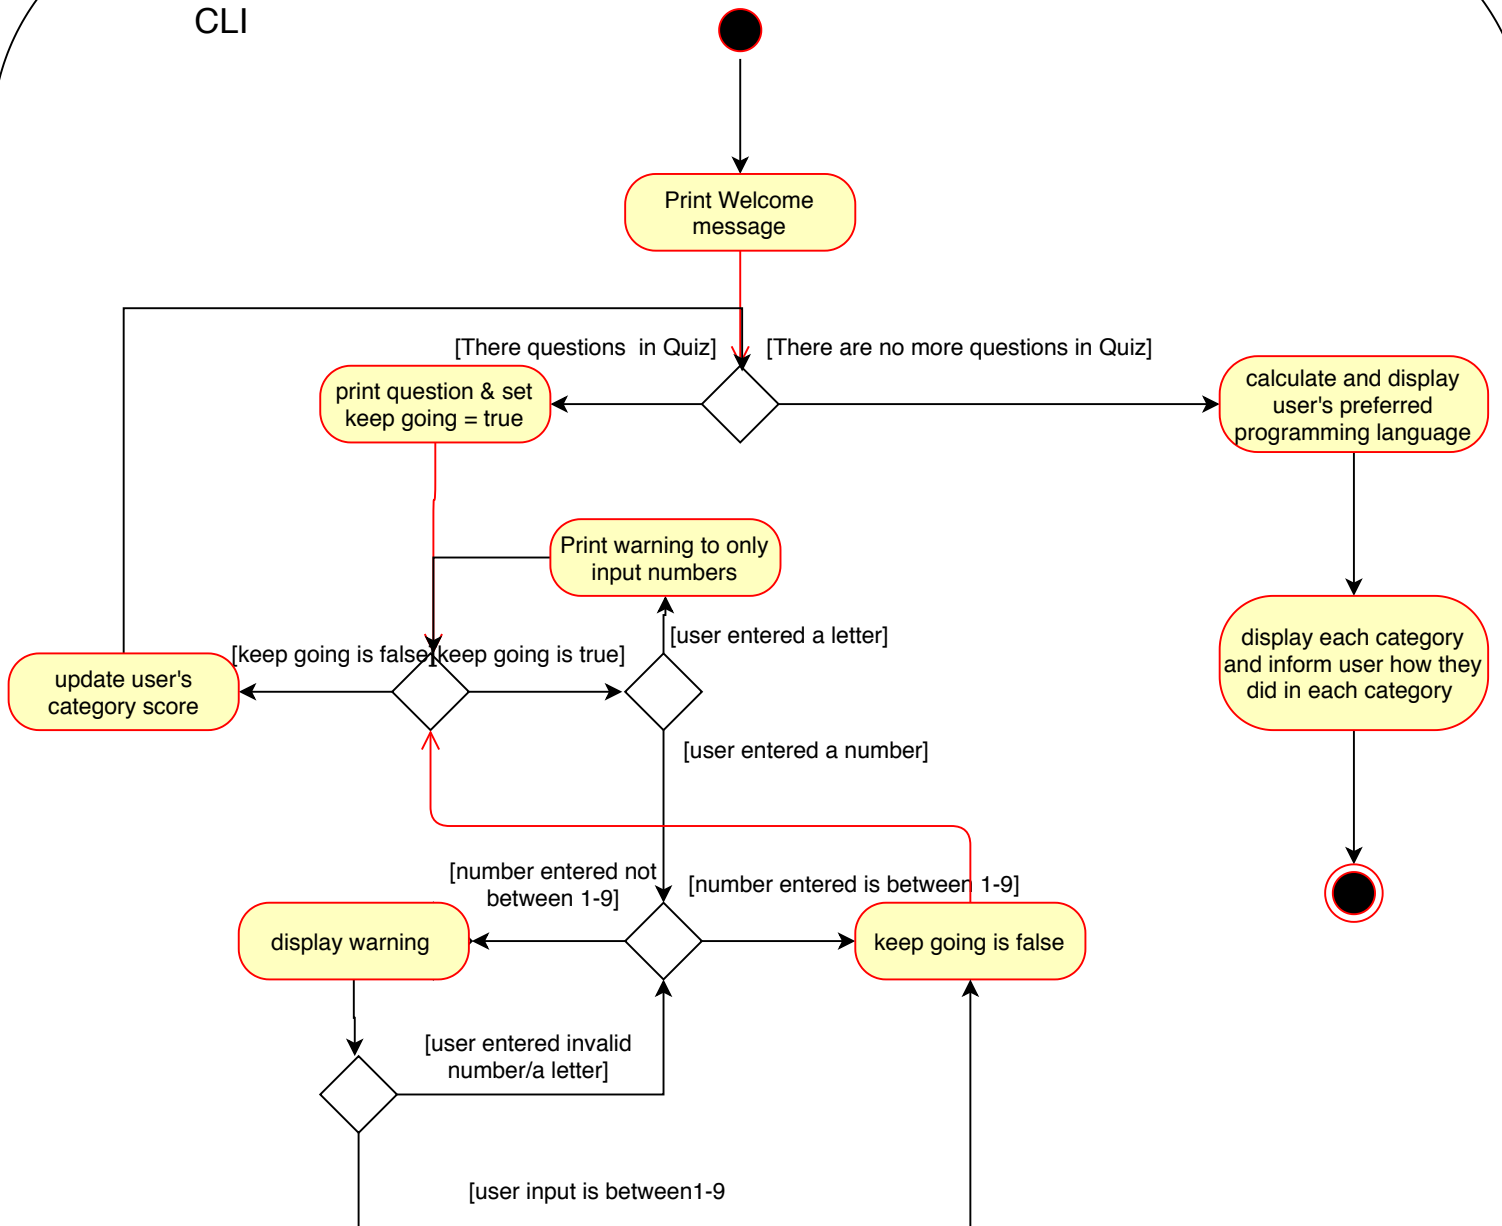 CLI
Print Welcome
message
[There questions  in Quiz]
[There are no more questions in Quiz]
print question & set
keep going = true
calculate and display
user's preferred
programming language
Print warning to only
input numbers
[user entered a letter]
[keep going is false]
[keep going is true]
update user's
category score
display each category
and inform user how they
did in each category
[user entered a number]
[number entered not
between 1-9]
[number entered is between 1-9]
display warning
keep going is false
[user entered invalid
number/a letter]
[user input is between1-9